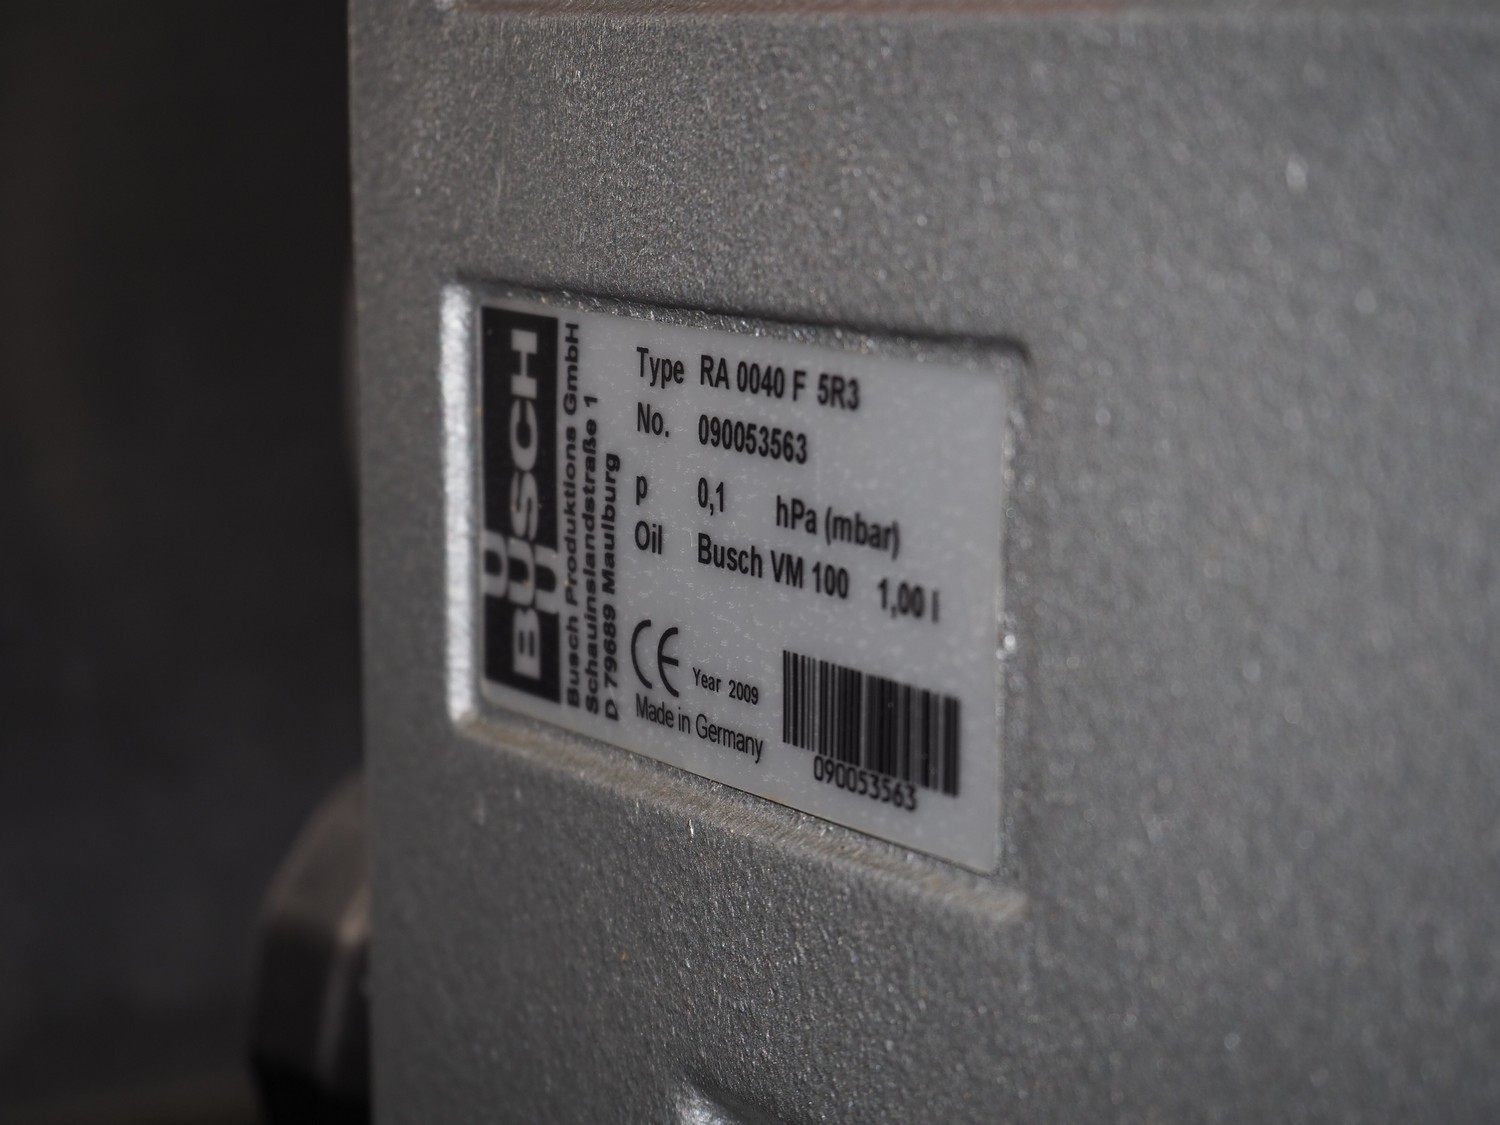 BUSCH
Busch Produktions GmbH
Schauinslandstraße 1
D 79689 Maulburg
Type RA 0040 F 5R3
No. 090053563
p 0,1 hPa (mbar)
Oil Busch VM 100 1,00 l
CE Year 2009
Made in Germany
090053563